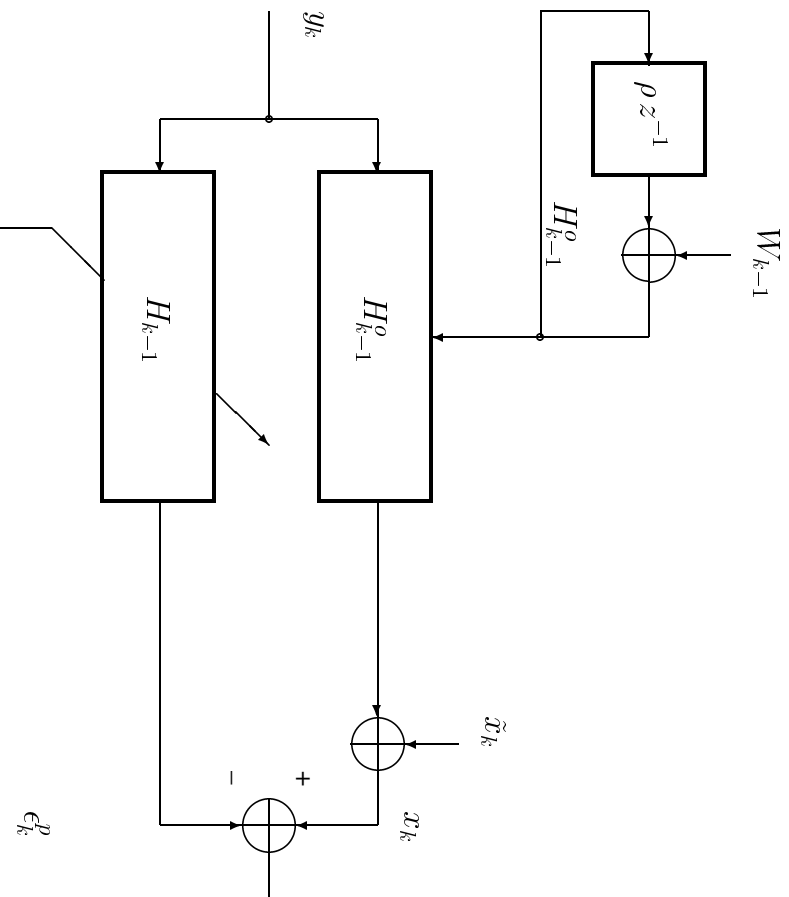 W_{k-1}
ρ z^{-1}
H^o_{k-1}
H^o_{k-1}
x̃_k
x_k
y_k
+
−
H_{k-1}
ϵ^p_k